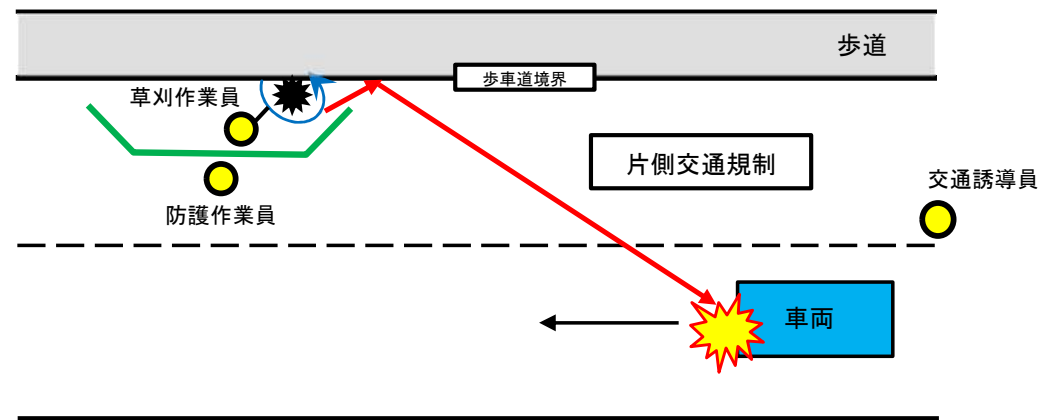 歩道
歩車道境界
草刈作業員
片側交通規制
交通誘導員
防護作業員
車両